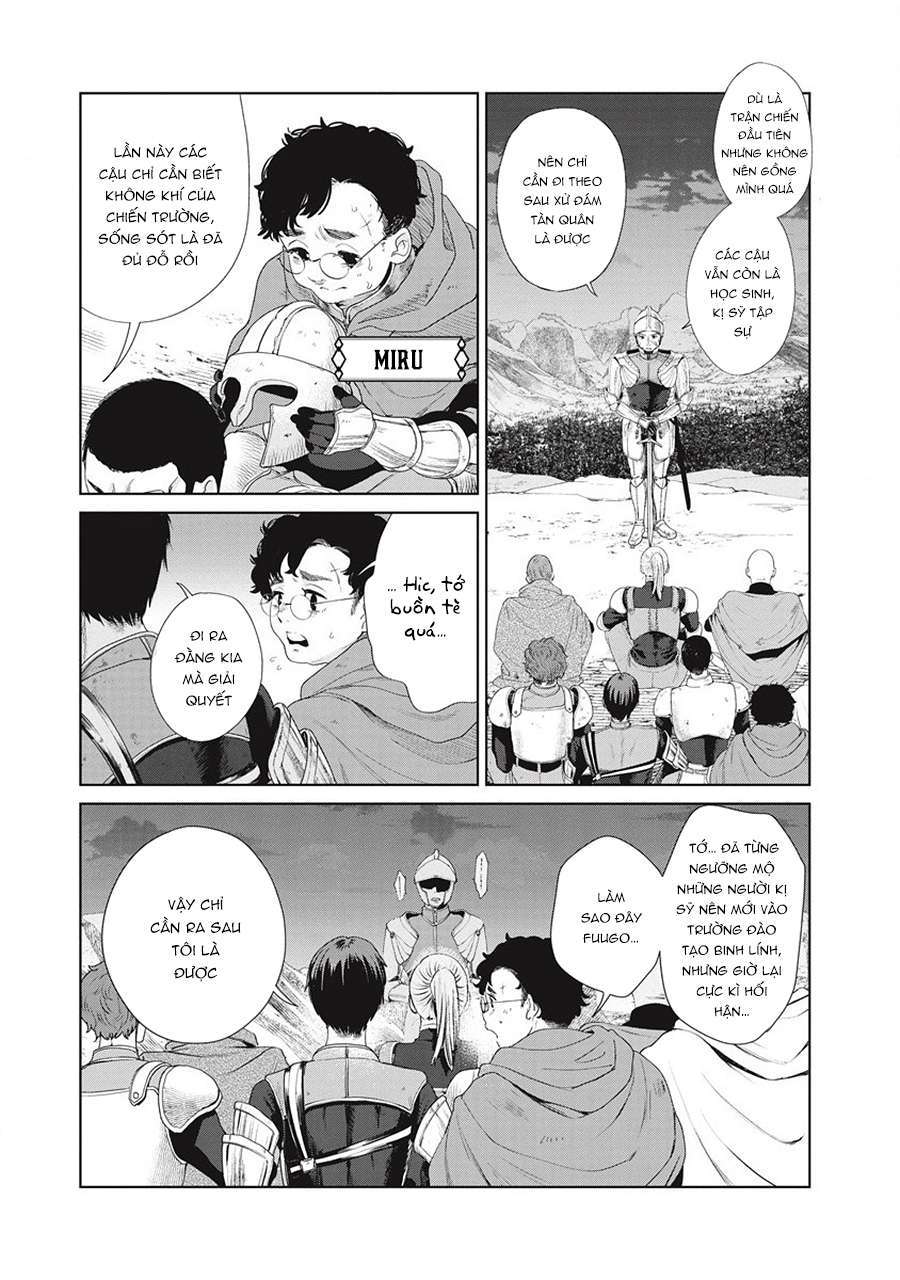 DÙ LÀ
TRẬN CHIẾN
ĐẦU TIÊN
NHƯNG KHÔNG
NÊN GỒNG
MÌNH QUÁ
CÁC CẬU
VẪN CÒN LÀ
HỌC SINH,
KỊ SỸ TẬP
SỰ
NÊN CHỈ
CẦN ĐI THEO
SAU XỬ ĐÁM
TÀN QUÂN
LÀ ĐƯỢC
LẦN NÀY CÁC
CẬU CHỈ CẦN BIẾT
KHÔNG KHÍ CỦA
CHIẾN TRƯỜNG,
SỐNG SÓT LÀ ĐÃ
ĐỦ ĐỖ RỒI
MIRU
... Hic, tớ
buồn tè
quá...
ĐI RA
ĐẰNG KIA
MÀ GIẢI
QUYẾT
TỚ... ĐÃ TỪNG
NGƯỠNG MỘ
NHỮNG NGƯỜI KỊ
SỸ NÊN MỚI VÀO
TRƯỜNG ĐÀO
TẠO BINH LÍNH,
NHƯNG GIỜ LẠI
CỰC KÌ HỐI
HẬN...
LÀM
SAO ĐÂY
FUUGO...
VẬY CHỈ
CẦN RA SAU
TÔI LÀ
ĐƯỢC